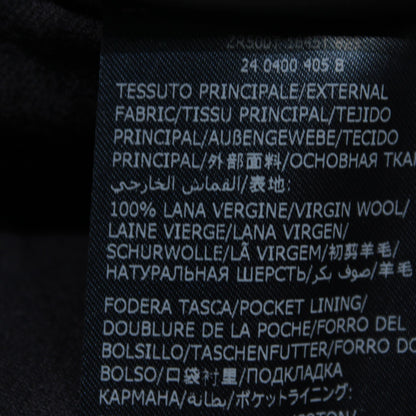 24 0400 405 B
TESSUTO PRINCIPALE/EXTERNAL
FABRIC/TISSU PRINCIPAL/TEJIDO
PRINCIPAL/AUßENGEWEBE/TECIDO
PRINCIPAL/外部面料/ОСНОВНАЯ ТКА
القماش الخارجي/表地:
100% LANA VERGINE/VIRGIN WOOL/
LAINE VIERGE/LANA VIRGEN/
SCHURWOLLE/LÃ VIRGEM/初剪羊毛/
НАТУРАЛЬНАЯ ШЕРСТЬ/صوف بكر/羊毛
FODERA TASCA/POCKET LINING/
DOUBLURE DE LA POCHE/FORRO DEL
BOLSILLO/TASCHENFUTTER/FORRO DO
BOLSO/口袋衬里/ПОДКЛАДКА
КАРМАНА/بطانة الجيب/ポケットライニング: